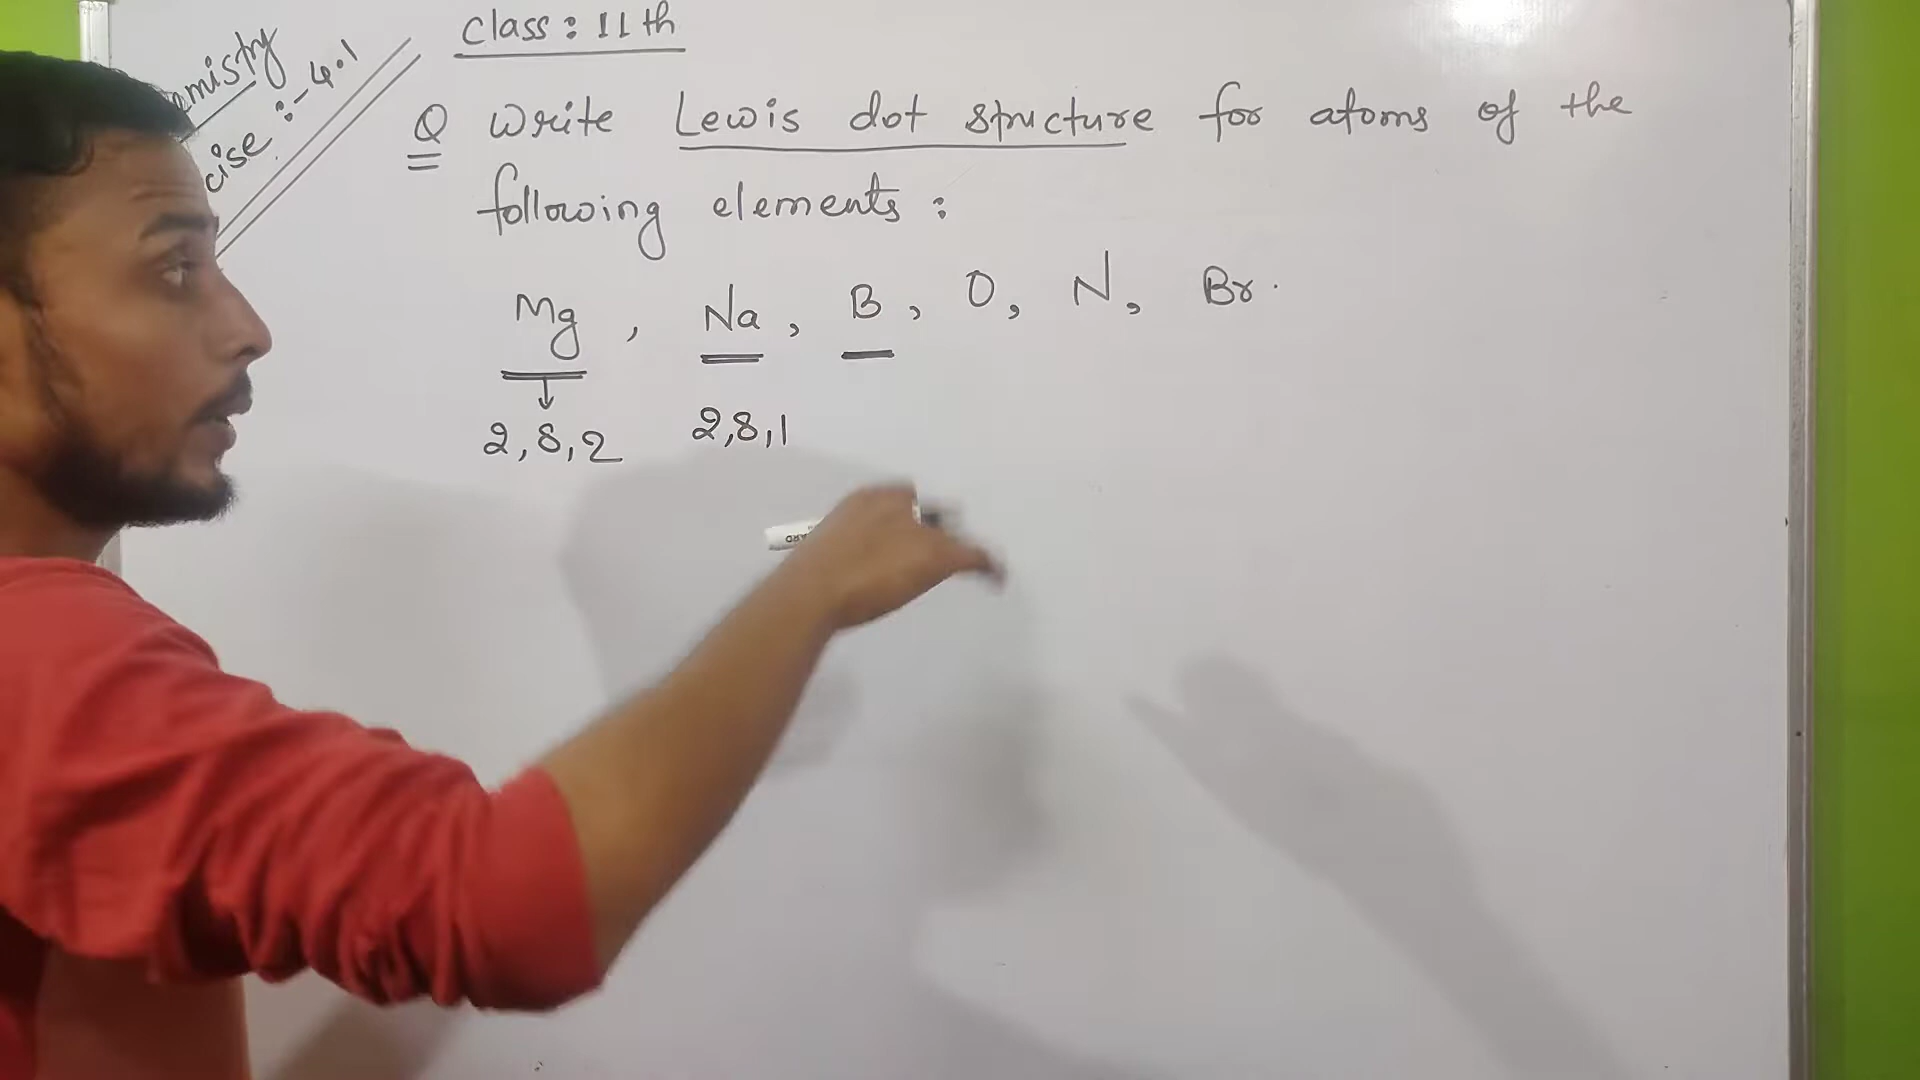 Class : 11th
emistry
cise :- 4.1
Q Write Lewis dot structure for atoms of the
following elements :
Mg , Na , B , O , N , Br .
2,8,2 2,8,1